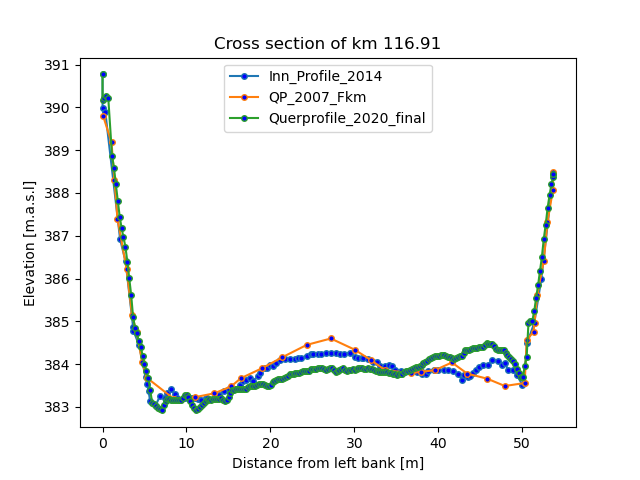 Cross section of km 116.91
Inn_Profile_2014
QP_2007_Fkm
Querprofile_2020_final
Elevation [m.a.s.l]
391
390
389
388
387
386
385
384
383
0 10 20 30 40 50
Distance from left bank [m]